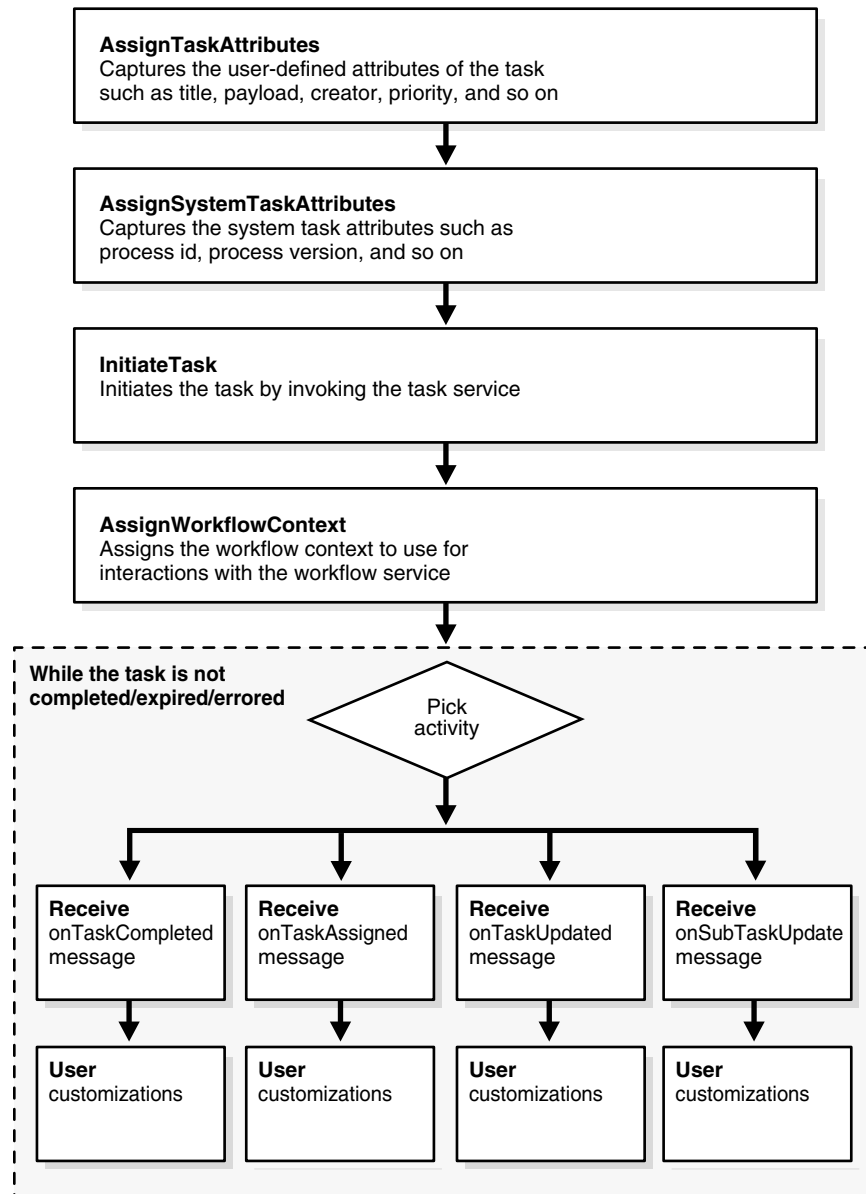 AssignTaskAttributes
Captures the user-defined attributes of the task
such as title, payload, creator, priority, and so on
AssignSystemTaskAttributes
Captures the system task attributes such as
process id, process version, and so on
InitiateTask
Initiates the task by invoking the task service
AssignWorkflowContext
Assigns the workflow context to use for
interactions with the workflow service
While the task is not
completed/expired/errored
Pick
activity
Receive
onTaskCompleted
message
Receive
onTaskAssigned
message
Receive
onTaskUpdated
message
Receive
onSubTaskUpdate
message
User
customizations
User
customizations
User
customizations
User
customizations